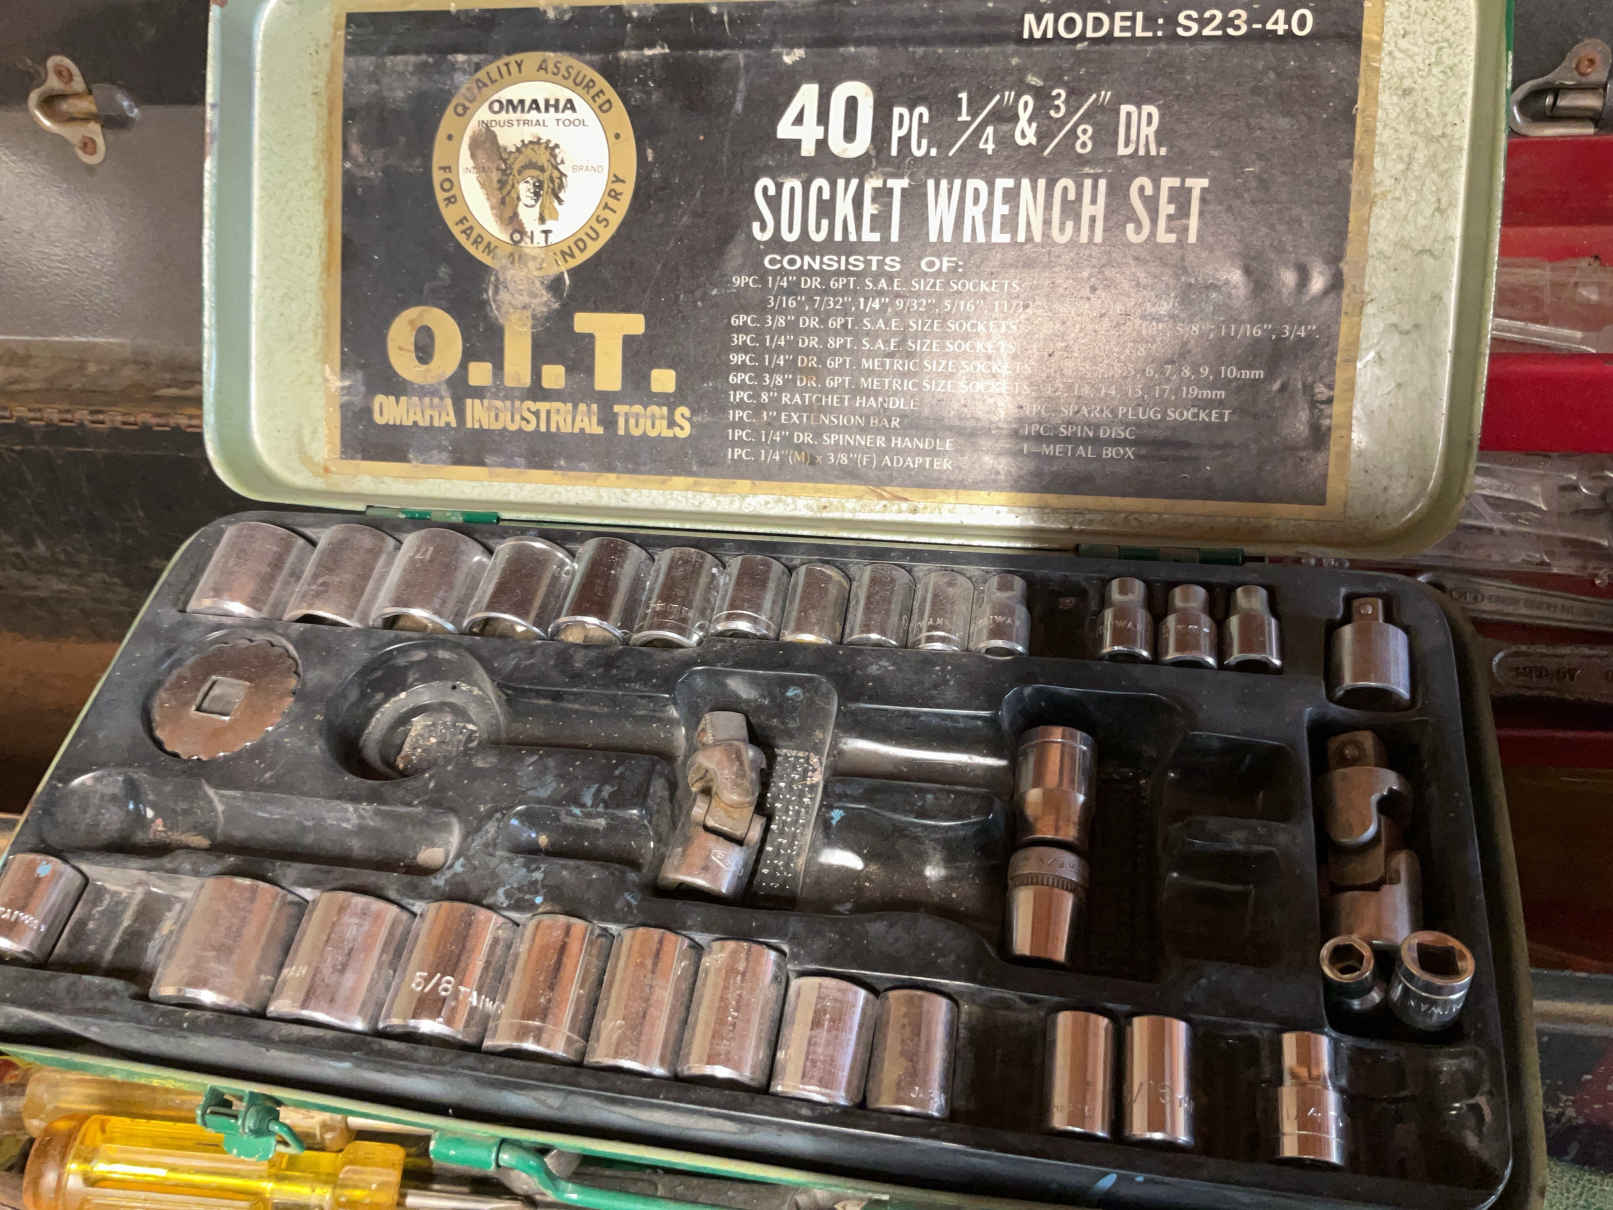 MODEL: S23-40
QUALITY ASSURED
OMAHA
INDUSTRIAL TOOL
INDIAN BRAND
O.I.T.
FOR FARM INDUSTRY
40 PC. 1/4" & 3/8" DR.
SOCKET WRENCH SET
CONSISTS OF:
9PC. 1/4" DR. 6PT. S.A.E. SIZE SOCKETS
3/16", 7/32", 1/4", 9/32", 5/16", 11/32
6PC. 3/8" DR. 6PT. S.A.E. SIZE SOCKETS 5/8", 11/16", 3/4".
3PC. 1/4" DR. 8PT. S.A.E. SIZE SOCKETS
9PC. 1/4" DR. 6PT. METRIC SIZE SOCKETS 6, 7, 8, 9, 10mm
6PC. 3/8" DR. 6PT. METRIC SIZE SOCKETS 14, 15, 17, 19mm
1PC. 8" RATCHET HANDLE
1PC. SPARK PLUG SOCKET
1PC. 3" EXTENSION BAR
1PC. SPIN DISC
1PC. 1/4" DR. SPINNER HANDLE
1-METAL BOX
1PC. 1/4"(M) x 3/8"(F) ADAPTER
O.I.T.
OMAHA INDUSTRIAL TOOLS
TAIWAN
5/8 TAIW